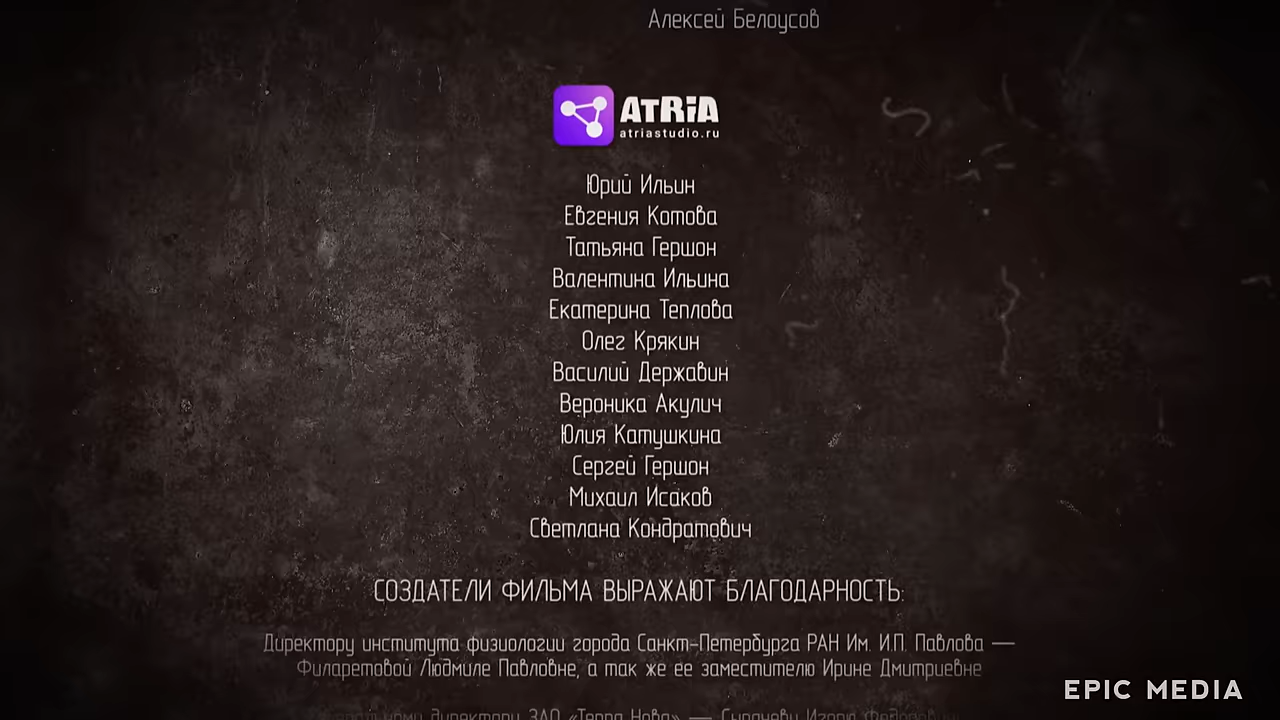 Алексей Белоусов
ATRiA
atriastudio.ru
Юрий Ильин
Евгения Котова
Татьяна Гершон
Валентина Ильина
Екатерина Теплова
Олег Крякин
Василий Державин
Вероника Акулич
Юлия Катушкина
Сергей Гершон
Михаил Исаков
Светлана Кондратович
СОЗДАТЕЛИ ФИЛЬМА ВЫРАЖАЮТ БЛАГОДАРНОСТЬ:
Директору института физиологии города Санкт-Петербурга РАН Им. И.П. Павлова —
Филаретовой Людмиле Павловне, а так же ее заместителю Ирине Дмитриевне
директору ЗАО «Терра Нова» —
EPIC MEDIA